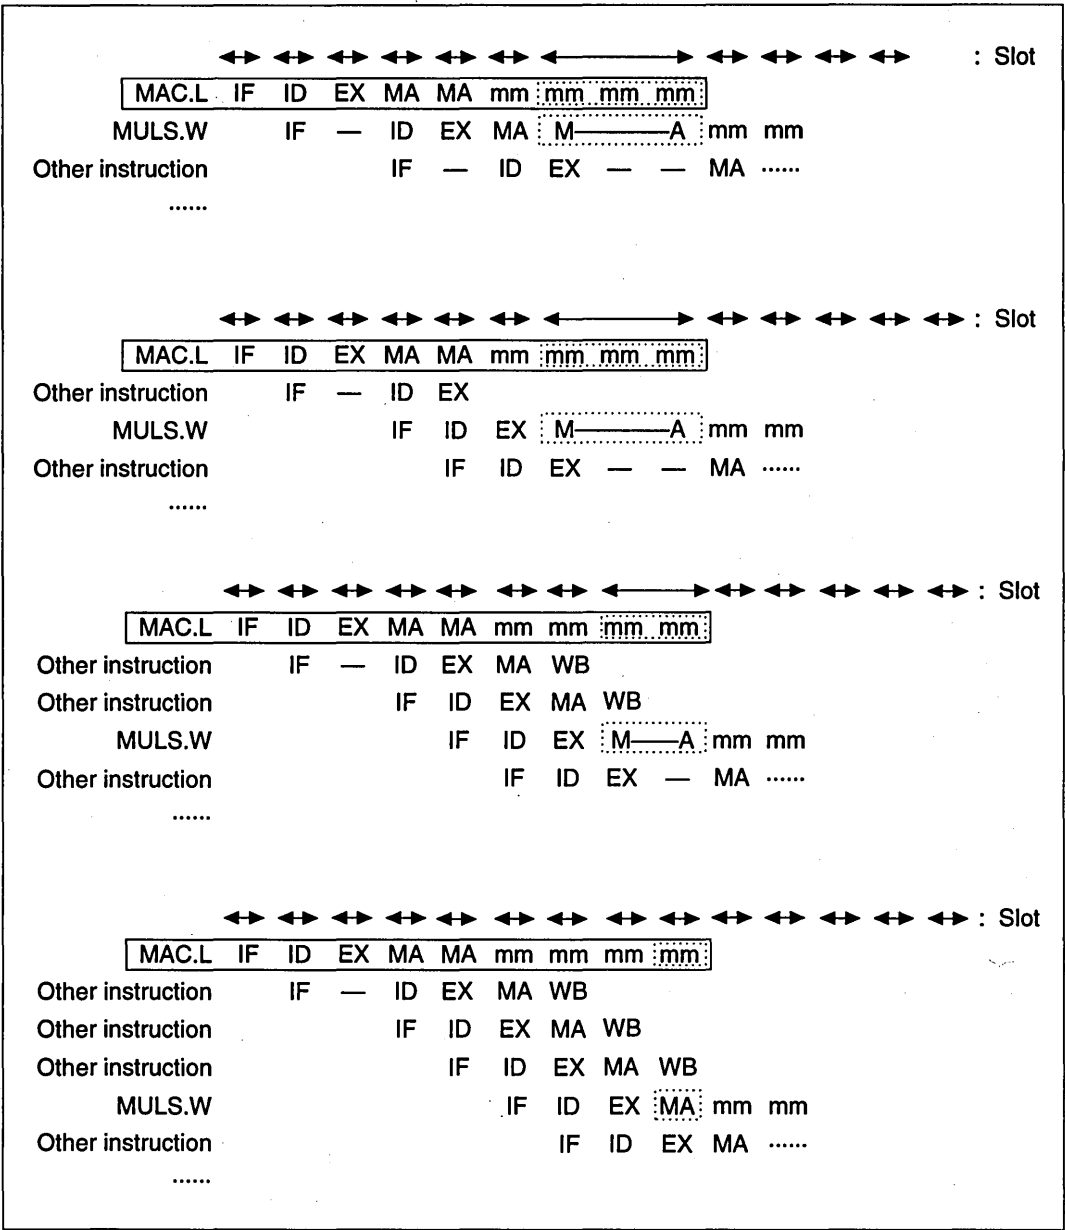 : Slot
MAC.L IF ID EX MA MA mm mm mm mm
MULS.W IF — ID EX MA M———A mm mm
Other instruction IF — ID EX — — MA ······
······
: Slot
MAC.L IF ID EX MA MA mm mm mm mm
Other instruction IF — ID EX
MULS.W IF ID EX M———A mm mm
Other instruction IF ID EX — — MA ······
······
: Slot
MAC.L IF ID EX MA MA mm mm mm mm
Other instruction IF — ID EX MA WB
Other instruction IF ID EX MA WB
MULS.W IF ID EX M——A mm mm
Other instruction IF ID EX — MA ······
······
: Slot
MAC.L IF ID EX MA MA mm mm mm mm
Other instruction IF — ID EX MA WB
Other instruction IF ID EX MA WB
Other instruction IF ID EX MA WB
MULS.W IF ID EX MA mm mm
Other instruction IF ID EX MA ······
······